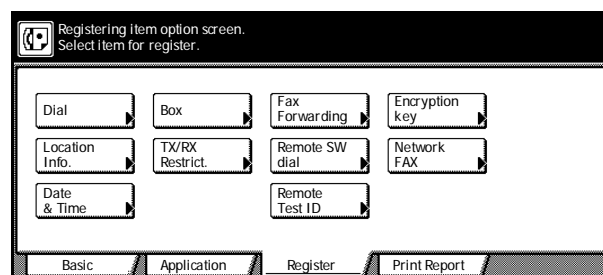 Registering item option screen.
Select item for register.
Dial
Box
Fax
Forwarding
Encryption
key
Location
Info.
TX/RX
Restrict.
Remote SW
dial
Network
FAX
Date
& Time
Remote
Test ID
Basic
Application
Register
Print Report